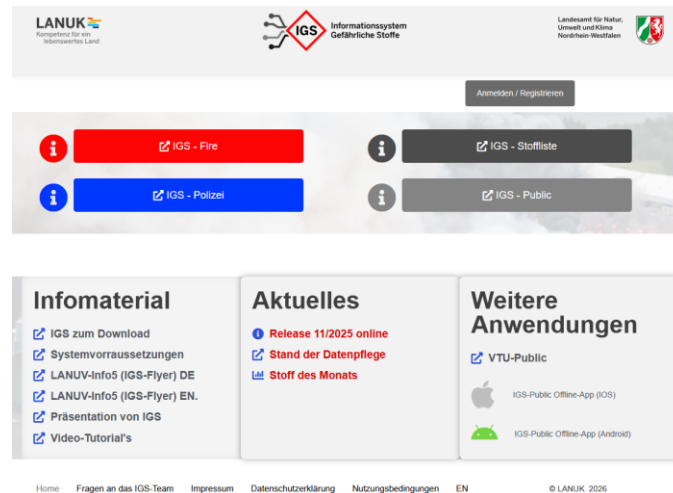 LANUK
Kompetenz für ein
lebenswertes Land
IGS
Informationssystem
Gefährliche Stoffe
Landesamt für Natur,
Umwelt und Klima
Nordrhein-Westfalen
Anmelden / Registrieren
IGS - Fire
IGS - Stoffliste
IGS - Polizei
IGS - Public
Infomaterial
IGS zum Download
Systemvorraussetzungen
LANUV-Info5 (IGS-Flyer) DE
LANUV-Info5 (IGS-Flyer) EN.
Präsentation von IGS
Video-Tutorial's
Aktuelles
Release 11/2025 online
Stand der Datenpflege
Stoff des Monats
Weitere
Anwendungen
VTU-Public
IGS-Public Offline-App (IOS)
IGS-Public Offline-App (Android)
Home Fragen an das IGS-Team Impressum Datenschutzerklärung Nutzungsbedingungen EN © LANUK 2026